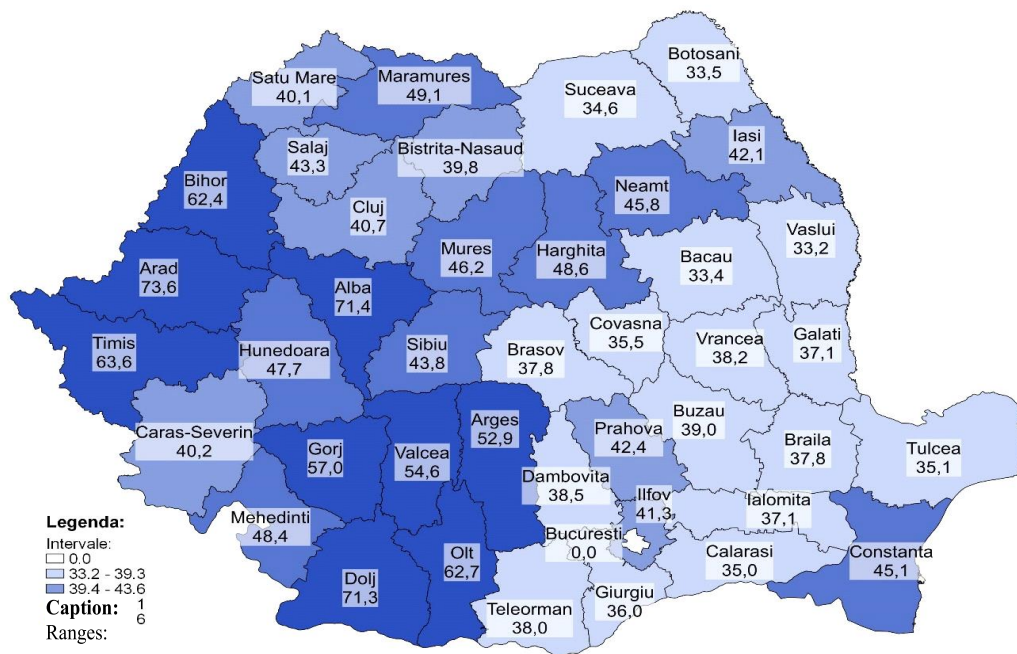 Botosani
33,5
Satu Mare
40,1
Maramures
49,1
Suceava
34,6
Iasi
42,1
Salaj
43,3
Bistrita-Nasaud
39,8
Bihor
62,4
Neamt
45,8
Cluj
40,7
Vaslui
33,2
Mures
46,2
Harghita
48,6
Bacau
33,4
Arad
73,6
Alba
71,4
Covasna
35,5
Vrancea
38,2
Galati
37,1
Timis
63,6
Hunedoara
47,7
Sibiu
43,8
Brasov
37,8
Caras-Severin
40,2
Arges
52,9
Prahova
42,4
Buzau
39,0
Gorj
57,0
Valcea
54,6
Braila
37,8
Tulcea
35,1
Dambovita
38,5
Ilfov
41,3
Ialomita
37,1
Mehedinti
48,4
Bucuresti
0,0
Calarasi
35,0
Constanta
45,1
Olt
62,7
Dolj
71,3
Giurgiu
36,0
Teleorman
38,0
Legenda:
Intervale:
0.0
33.2 - 39.3
39.4 - 43.6
Caption: 1
6
Ranges: